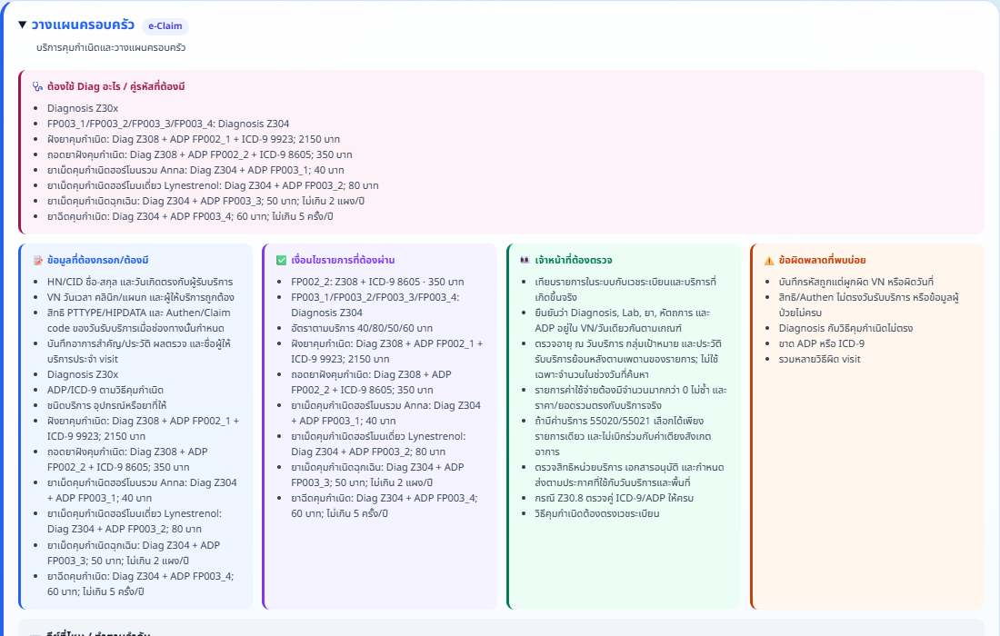 ▼ วางแผนครอบครัว e-Claim
บริการคุมกำเนิดและวางแผนครอบครัว
🩺 ต้องใช้ Diag อะไร / คู่รหัสที่ต้องมี
• Diagnosis Z30x
• FP003_1/FP003_2/FP003_3/FP003_4: Diagnosis Z304
• ฝังยาคุมกำเนิด: Diag Z308 + ADP FP002_1 + ICD-9 9923; 2150 บาท
• ถอดยาฝังคุมกำเนิด: Diag Z308 + ADP FP002_2 + ICD-9 8605; 350 บาท
• ยาเม็ดคุมกำเนิดฮอร์โมนรวม Anna: Diag Z304 + ADP FP003_1; 40 บาท
• ยาเม็ดคุมกำเนิดฮอร์โมนเดี่ยว Lynestrenol: Diag Z304 + ADP FP003_2; 80 บาท
• ยาเม็ดคุมกำเนิดฉุกเฉิน: Diag Z304 + ADP FP003_3; 50 บาท; ไม่เกิน 2 แผง/ปี
• ยาฉีดคุมกำเนิด: Diag Z304 + ADP FP003_4; 60 บาท; ไม่เกิน 5 ครั้ง/ปี
📝 ข้อมูลที่ต้องกรอก/ต้องมี
• HN/CID ชื่อ-สกุล และวันเกิดตรงกับผู้รับบริการ
• VN วันเวลา คลินิก/แผนก และผู้ให้บริการถูกต้อง
• สิทธิ PTTYPE/HIPDATA และ Authen/Claim
code ของวันรับบริการเมื่อช่องทางนั้นกำหนด
• บันทึกอาการสำคัญ/ประวัติ ผลตรวจ และชื่อผู้ให้
บริการประจำ visit
• Diagnosis Z30x
• ADP/ICD-9 ตามวิธีคุมกำเนิด
• ชนิดบริการ อุปกรณ์หรือยาที่ให้
• ฝังยาคุมกำเนิด: Diag Z308 + ADP FP002_1 +
ICD-9 9923; 2150 บาท
• ถอดยาฝังคุมกำเนิด: Diag Z308 + ADP
FP002_2 + ICD-9 8605; 350 บาท
• ยาเม็ดคุมกำเนิดฮอร์โมนรวม Anna: Diag Z304
+ ADP FP003_1; 40 บาท
• ยาเม็ดคุมกำเนิดฮอร์โมนเดี่ยว Lynestrenol:
Diag Z304 + ADP FP003_2; 80 บาท
• ยาเม็ดคุมกำเนิดฉุกเฉิน: Diag Z304 + ADP
FP003_3; 50 บาท; ไม่เกิน 2 แผง/ปี
• ยาฉีดคุมกำเนิด: Diag Z304 + ADP FP003_4;
60 บาท; ไม่เกิน 5 ครั้ง/ปี
✅ เงื่อนไขรายการที่ต้องผ่าน
• FP002_2: Z308 + ICD-9 8605 · 350 บาท
• FP003_1/FP003_2/FP003_3/FP003_4:
Diagnosis Z304
• อัตราตามบริการ 40/80/50/60 บาท
• ฝังยาคุมกำเนิด: Diag Z308 + ADP FP002_1 +
ICD-9 9923; 2150 บาท
• ถอดยาฝังคุมกำเนิด: Diag Z308 + ADP
FP002_2 + ICD-9 8605; 350 บาท
• ยาเม็ดคุมกำเนิดฮอร์โมนรวม Anna: Diag Z304
+ ADP FP003_1; 40 บาท
• ยาเม็ดคุมกำเนิดฮอร์โมนเดี่ยว Lynestrenol:
Diag Z304 + ADP FP003_2; 80 บาท
• ยาเม็ดคุมกำเนิดฉุกเฉิน: Diag Z304 + ADP
FP003_3; 50 บาท; ไม่เกิน 2 แผง/ปี
• ยาฉีดคุมกำเนิด: Diag Z304 + ADP FP003_4;
60 บาท; ไม่เกิน 5 ครั้ง/ปี
👀 เจ้าหน้าที่ต้องตรวจ
• เทียบรายการในระบบกับเวชระเบียนและบริการที่
เกิดขึ้นจริง
• ยืนยันว่า Diagnosis, Lab, ยา, หัตถการ และ
ADP อยู่ใน VN/วันเดียวกับตามเกณฑ์
• ตรวจอายุ ณ วันบริการ กลุ่มเป้าหมาย และประวัติ
รับบริการย้อนหลังตามเพดานของรายการ; ไม่ใช้
เฉพาะจำนวนในช่วงวันที่ค้นหา
• รายการค่าใช้จ่ายต้องมีจำนวนมากกว่า 0 ไม่ซ้ำ และ
ราคา/ยอดรวมตรงกับบริการจริง
• ถ้ามีค่าบริการ 55020/55021 เลือกได้เพียง
รายการเดียว และไม่เบิกร่วมกับค่าเตียงสังเกต
อาการ
• ตรวจสิทธิหน่วยบริการ เอกสารอนุมัติ และกำหนด
ส่งตามประกาศที่ใช้กับวันบริการและพื้นที่
• กรณี Z30.8 ตรวจคู่ ICD-9/ADP ให้ครบ
• วิธีคุมกำเนิดต้องตรงเวชระเบียน
⚠️ ข้อผิดพลาดที่พบบ่อย
• บันทึกรหัสถูกแต่ผูกผิด VN หรือผิดวันที่
• สิทธิ/Authen ไม่ตรงวันรับบริการ หรือข้อมูลผู้
ป่วยไม่ครบ
• Diagnosis กับวิธีคุมกำเนิดไม่ตรง
• ขาด ADP หรือ ICD-9
• รวมหลายวิธีผิด visit